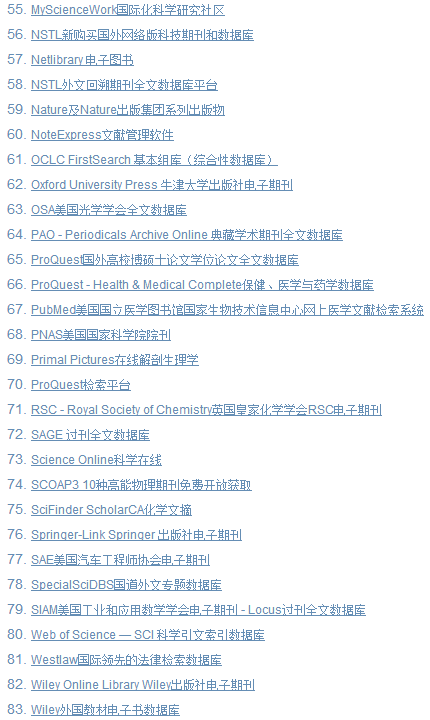 55. MyScienceWork国际化科学研究社区
56. NSTL新购买国外网络版科技期刊和数据库
57. Netlibrary电子图书
58. NSTL外文回溯期刊全文数据库平台
59. Nature及Nature出版集团系列出版物
60. NoteExpress文献管理软件
61. OCLC FirstSearch 基本组库（综合性数据库）
62. Oxford University Press 牛津大学出版社电子期刊
63. OSA美国光学学会全文数据库
64. PAO - Periodicals Archive Online 典藏学术期刊全文数据库
65. ProQuest国外高校博硕士论文学位论文全文数据库
66. ProQuest - Health & Medical Complete保健、医学与药学数据库
67. PubMed美国国立医学图书馆国家生物技术信息中心网上医学文献检索系统
68. PNAS美国国家科学院院刊
69. Primal Pictures在线解剖生理学
70. ProQuest检索平台
71. RSC - Royal Society of Chemistry英国皇家化学学会RSC电子期刊
72. SAGE 过刊全文数据库
73. Science Online科学在线
74. SCOAP3 10种高能物理期刊免费开放获取
75. SciFinder ScholarCA化学文摘
76. Springer-Link Springer 出版社电子期刊
77. SAE美国汽车工程师协会电子期刊
78. SpecialSciDBS国道外文专题数据库
79. SIAM美国工业和应用数学学会电子期刊 - Locus过刊全文数据库
80. Web of Science — SCI 科学引文索引数据库
81. Westlaw国际领先的法律检索数据库
82. Wiley Online Library Wiley出版社电子期刊
83. Wiley外国教材电子书数据库